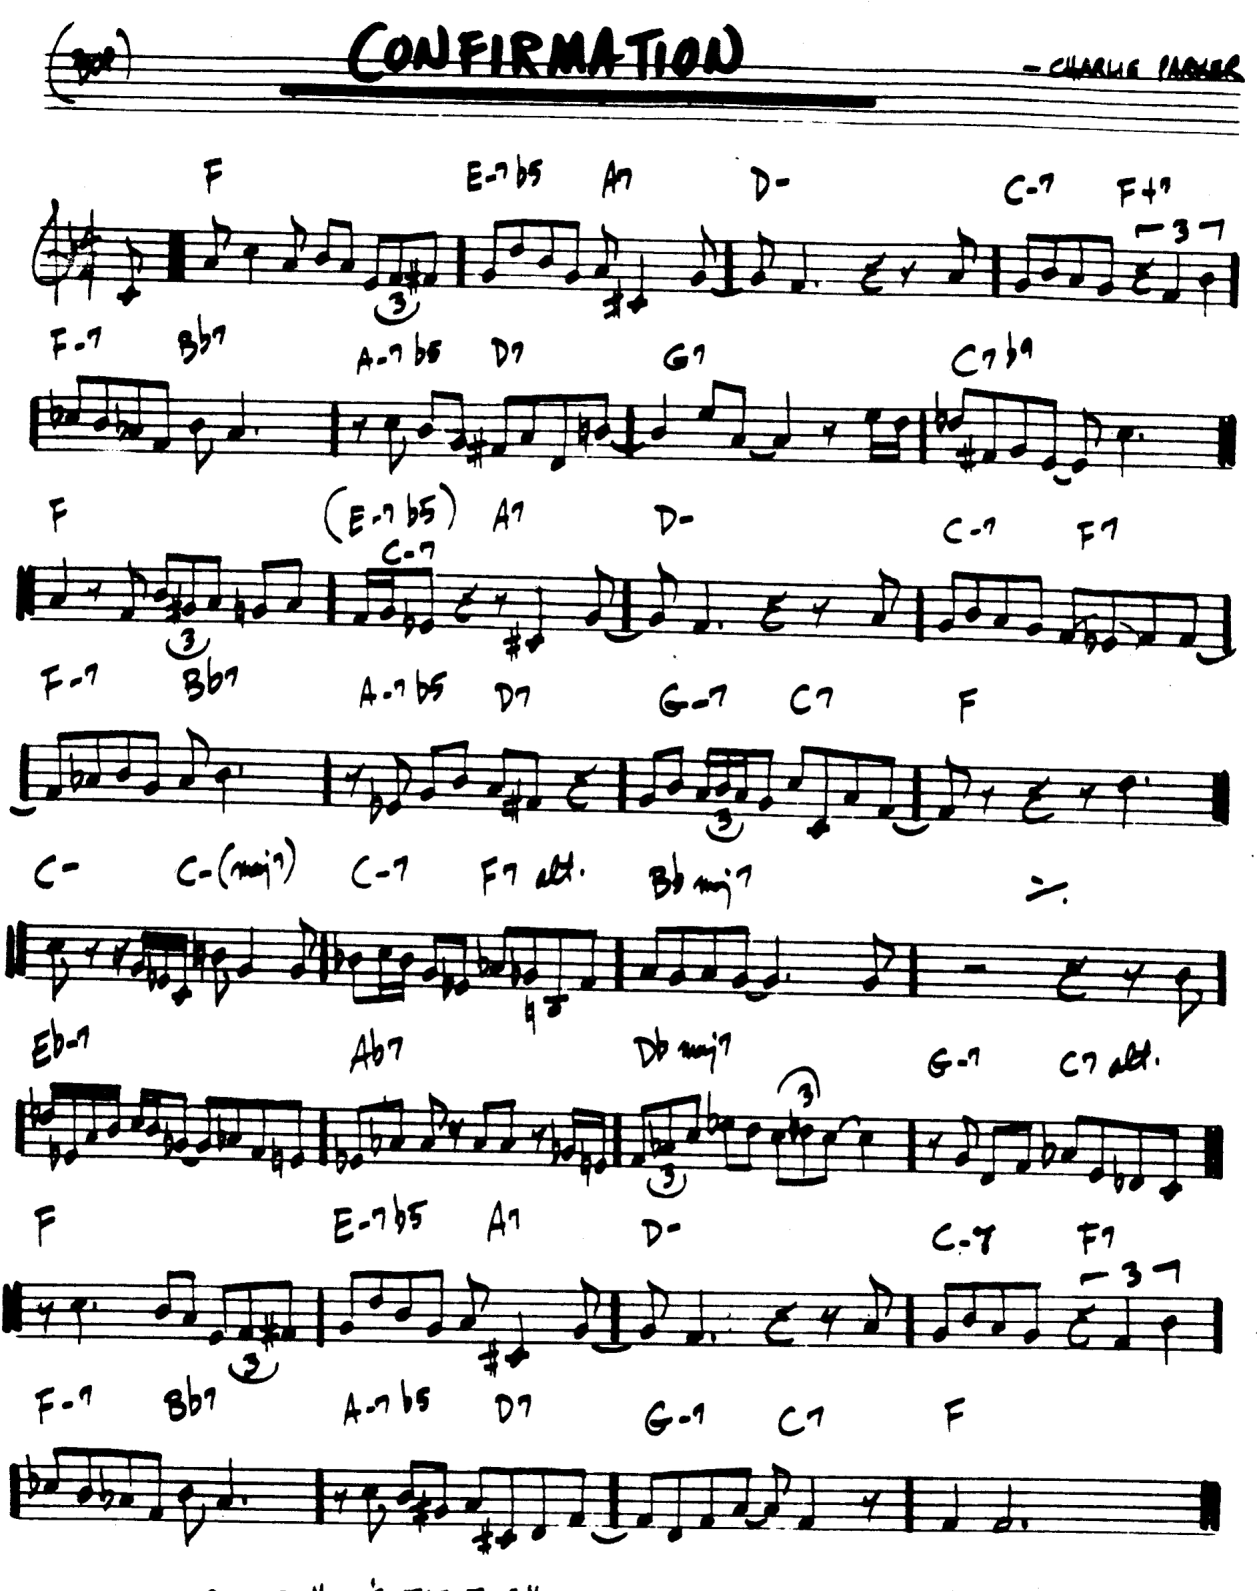 (BOP) CONFIRMATION - CHARLIE PARKER
F E-7b5 A7 D- C-7 F+7
3
3
F-7 Bb7 A-7b5 D7 G7 C7b9
F (E-7b5) A7 D- C-7 F7
C-7
3
F-7 Bb7 A-7b5 D7 G-7 C7 F
3
C- C-(maj7) C-7 F7 alt. Bb maj7
Eb-7 Ab7 Db maj7 G-7 C7 alt.
3
3
F E-7b5 A7 D- C-7 F7
3
3
F-7 Bb7 A-7b5 D7 G-7 C7 F